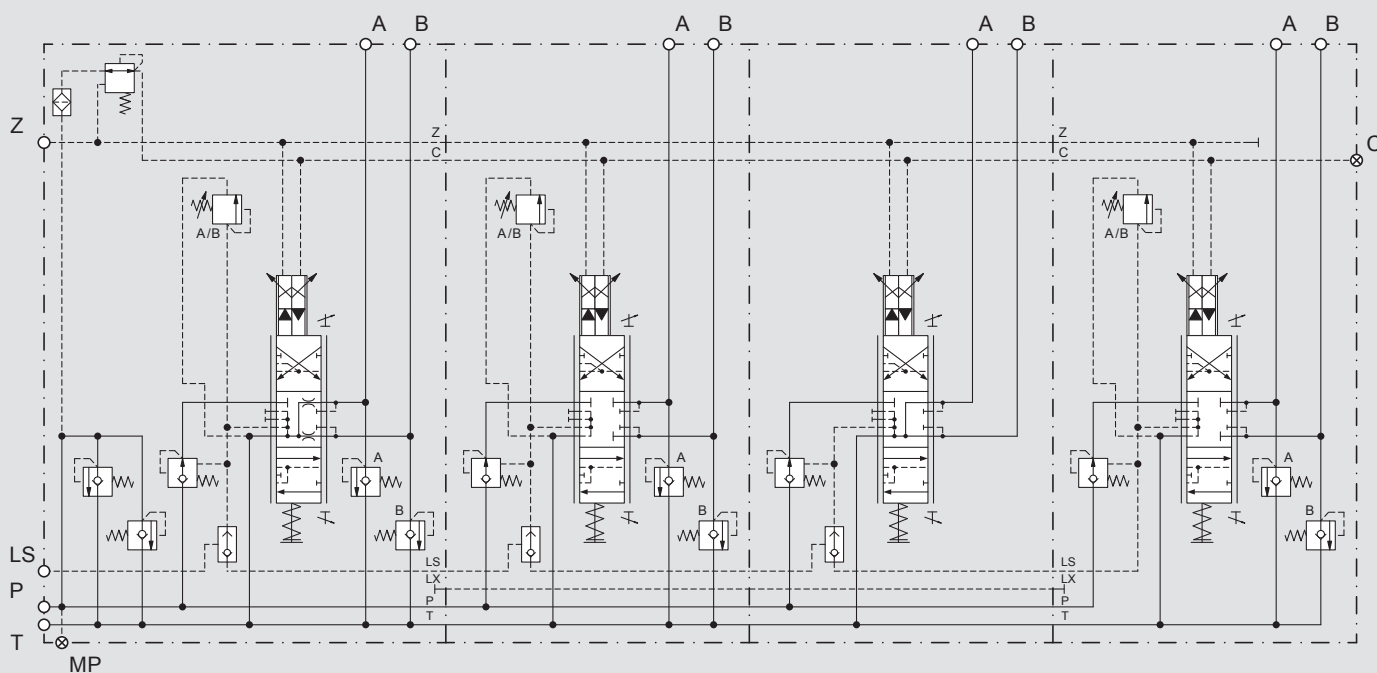 A B A B A B A B
Z Z Z
C C C
A/B A/B A/B
A A A
B B B
LS LS LS
LX LX
P P P
T T T
MP